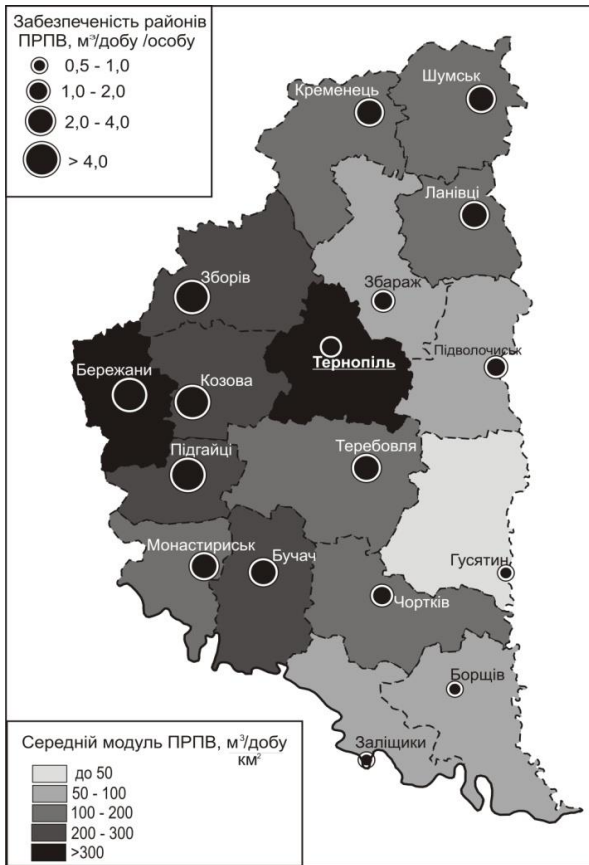 Забезпеченість районів
ПРПВ, м³/добу /особу
0,5 - 1,0
1,0 - 2,0
2,0 - 4,0
> 4,0
Шумськ
Кременець
Ланівці
Зборів
Збараж
Підволочиськ
Тернопіль
Бережани
Козова
Підгайці
Теребовля
Монастириськ
Бучач
Гусятин
Чортків
Борщів
Заліщики
Середній модуль ПРПВ, м³/добу
км²
до 50
50 - 100
100 - 200
200 - 300
>300